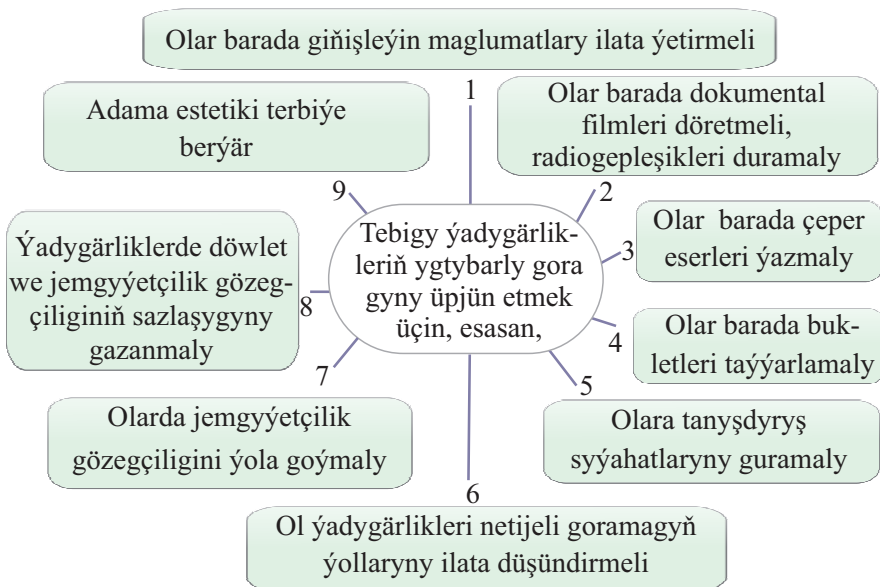 Olar barada giňişleýin maglumatlary ilata ýetirmeli
1
Olar barada dokumental
filmleri döretmeli,
radiogepleşikleri duramaly
2
Olar barada çeper
eserleri ýazmaly
3
Olar barada buk-
letleri taýýarlamaly
4
Olara tanyşdyryş
syýahatlaryny guramaly
5
6
Ol ýadygärlikleri netijeli goramagyň
ýollaryny ilata düşündirmeli
7
Olarda jemgyýetçilik
gözegçiligini ýola goýmaly
Ýadygärliklerde döwlet
we jemgyýetçilik gözeg-
çiliginiň sazlaşygyny
gazanmaly
8
Adama estetiki terbiýe
berýär
9
Tebigy ýadygärlik-
leriň ygtybarly gora
gyny üpjün etmek
üçin, esasan,